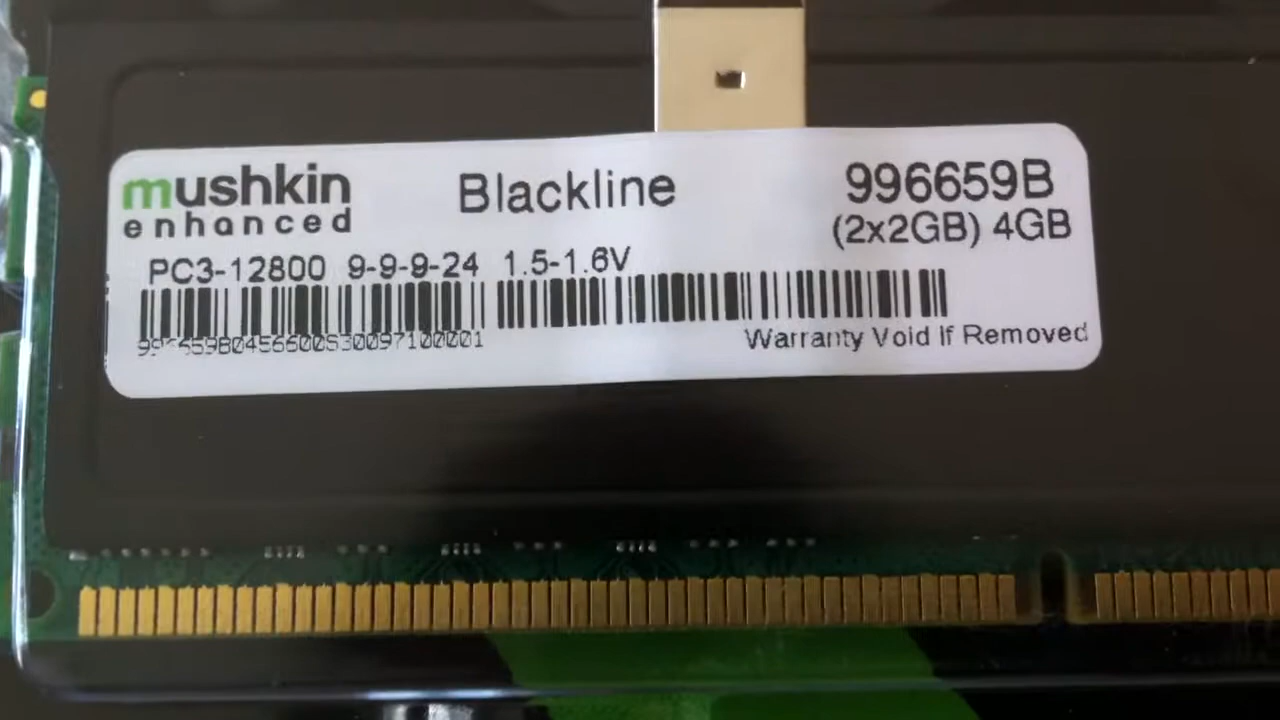 mushkin
enhanced
Blackline
996659B
(2x2GB) 4GB
PC3-12800 9-9-9-24 1.5-1.6V
Warranty Void If Removed